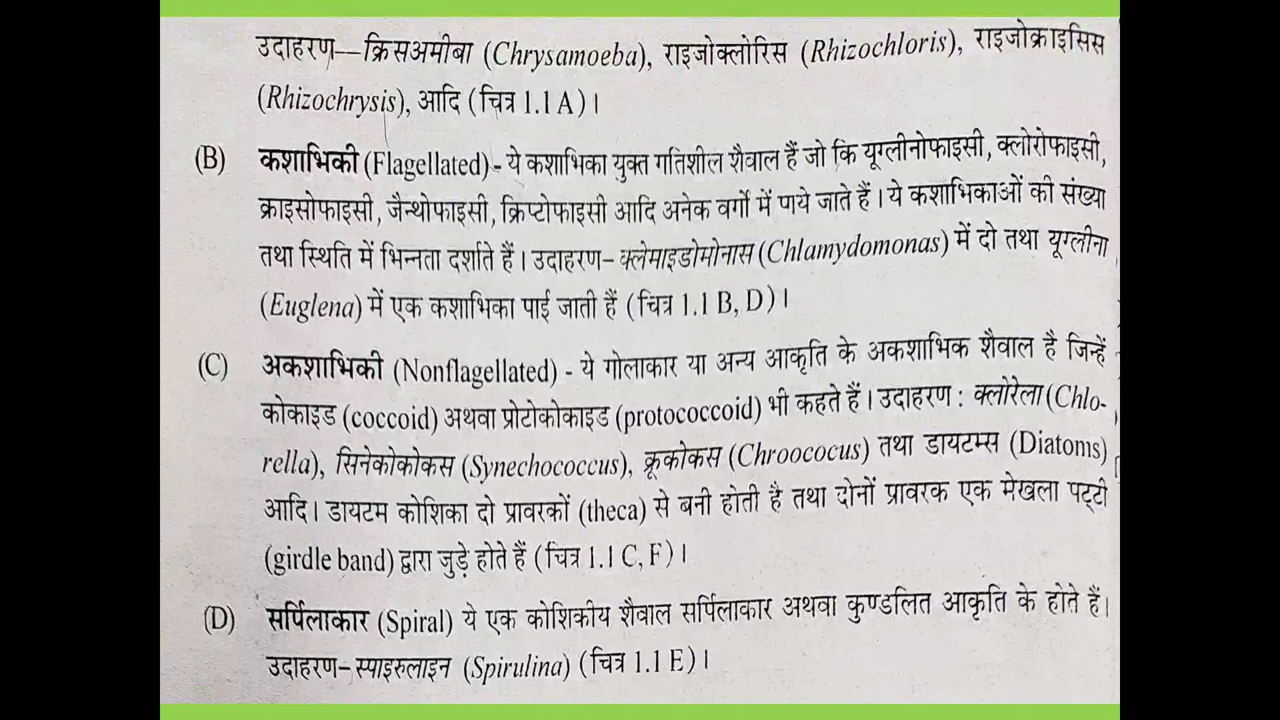 उदाहरण—क्रिसअमीबा (Chrysamoeba), राइजोक्लोरिस (Rhizochloris), राइजोक्राइसिस
(Rhizochrysis), आदि (चित्र 1.1 A)।
(B) कशाभिकी (Flagellated)- ये कशाभिका युक्त गतिशील शैवाल हैं जो कि यूग्लीनोफाइसी, क्लोरोफाइसी,
क्राइसोफाइसी, जैन्थोफाइसी, क्रिप्टोफाइसी आदि अनेक वर्गो में पाये जाते हैं। ये कशाभिकाओं की संख्या
तथा स्थिति में भिन्नता दर्शाते हैं। उदाहरण- क्लेमाइडोमोनास (Chlamydomonas) में दो तथा यूग्लीना
(Euglena) में एक कशाभिका पाई जाती हैं (चित्र 1.1 B, D)।
(C) अकशाभिकी (Nonflagellated) - ये गोलाकार या अन्य आकृति के अकशाभिक शैवाल है जिन्हें
कोकाइड (coccoid) अथवा प्रोटोकोकाइड (protococcoid) भी कहते हैं। उदाहरण : क्लोरेला (Chlo-
rella), सिनेकोकोकस (Synechococcus), क्रूकोकस (Chroococus) तथा डायटम्स (Diatoms)
आदि। डायटम कोशिका दो प्रावरकों (theca) से बनी होती है तथा दोनों प्रावरक एक मेखला पट्टी
(girdle band) द्वारा जुड़े होते हैं (चित्र 1.1 C, F)।
(D) सर्पिलाकार (Spiral) ये एक कोशिकीय शैवाल सर्पिलाकार अथवा कुण्डलित आकृति के होते हैं।
उदाहरण- स्पाइरुलाइन (Spirulina) (चित्र 1.1 E)।